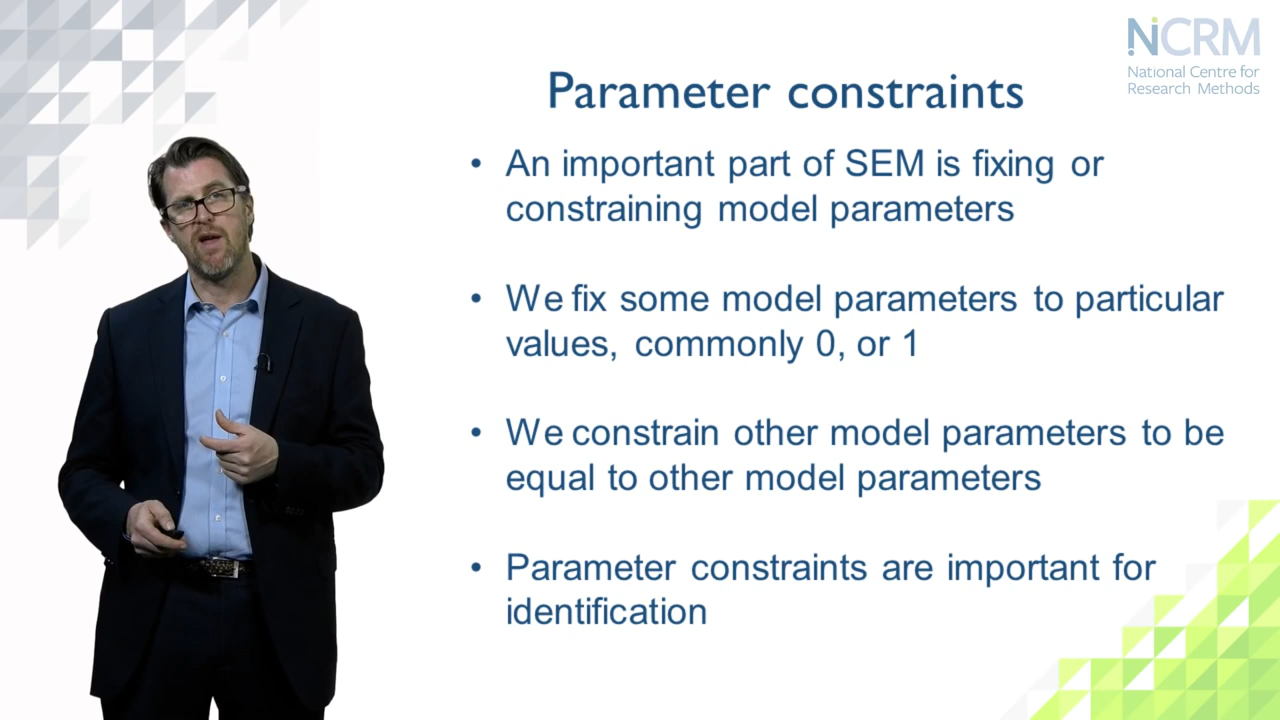 NCRM
National Centre for
Research Methods
Parameter constraints
• An important part of SEM is fixing or
constraining model parameters
• We fix some model parameters to particular
values, commonly 0, or 1
• We constrain other model parameters to be
equal to other model parameters
• Parameter constraints are important for
identification